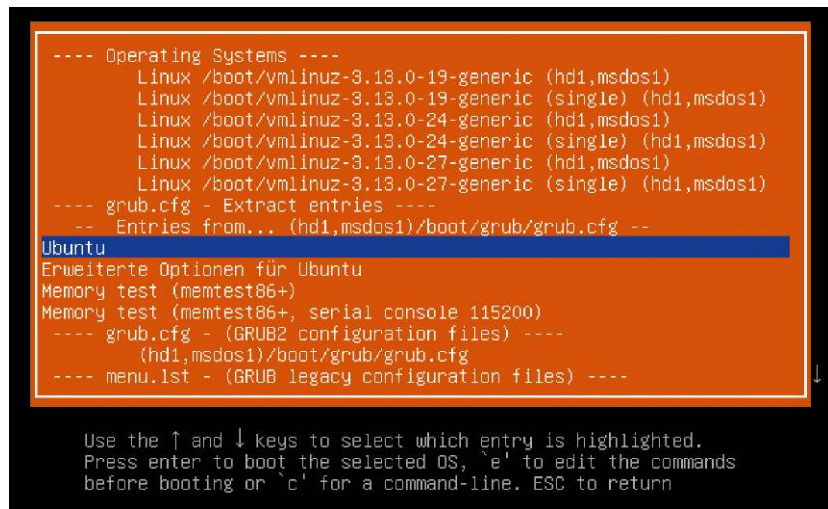 ---- Operating Systems ----
Linux /boot/vmlinuz-3.13.0-19-generic (hd1,msdos1)
Linux /boot/vmlinuz-3.13.0-19-generic (single) (hd1,msdos1)
Linux /boot/vmlinuz-3.13.0-24-generic (hd1,msdos1)
Linux /boot/vmlinuz-3.13.0-24-generic (single) (hd1,msdos1)
Linux /boot/vmlinuz-3.13.0-27-generic (hd1,msdos1)
Linux /boot/vmlinuz-3.13.0-27-generic (single) (hd1,msdos1)
---- grub.cfg - Extract entries ----
-- Entries from... (hd1,msdos1)/boot/grub/grub.cfg --
Ubuntu
Erweiterte Optionen für Ubuntu
Memory test (memtest86+)
Memory test (memtest86+, serial console 115200)
---- grub.cfg - (GRUB2 configuration files) ----
(hd1,msdos1)/boot/grub/grub.cfg
---- menu.lst - (GRUB legacy configuration files) ---- ↓
Use the ↑ and ↓ keys to select which entry is highlighted.
Press enter to boot the selected OS, `e' to edit the commands
before booting or `c' for a command-line. ESC to return